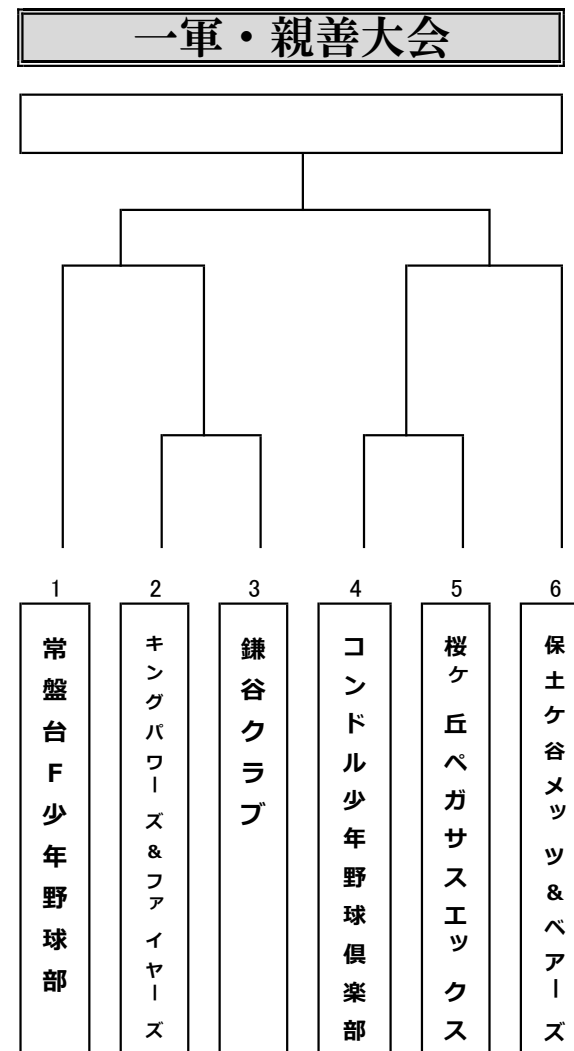 一軍・親善大会
1
2
3
4
5
6
常盤台F少年野球部
キングパワーズ&ファイヤーズ
鎌谷クラブ
コンドル少年野球倶楽部
桜ヶ丘ペガサスエックス
保土ケ谷メッツ&ベアーズ